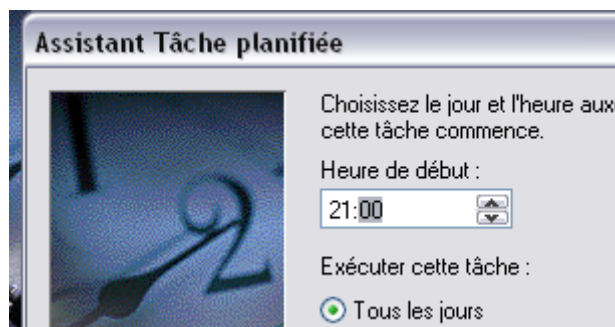 Assistant Tâche planifiée
Choisissez le jour et l'heure
cette tâche commence.
Heure de début :
21:00
Exécuter cette tâche :
Tous les jours
2